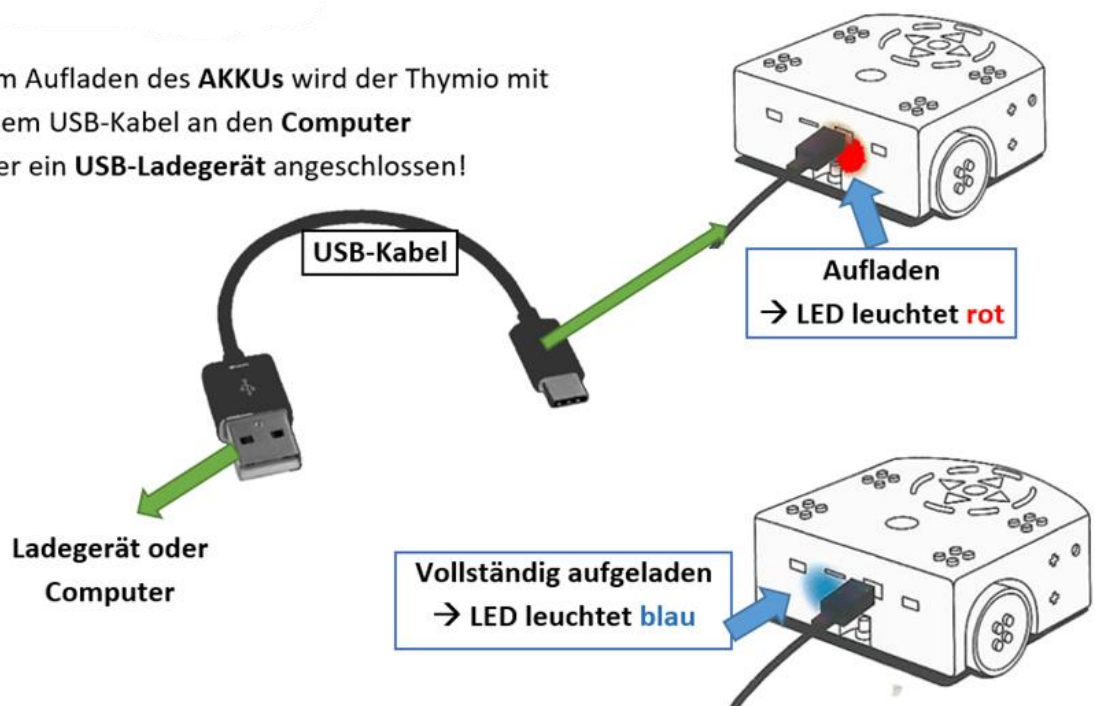 m Aufladen des AKKUs wird der Thymio mit
em USB-Kabel an den Computer
er ein USB-Ladegerät angeschlossen!
USB-Kabel
Aufladen
→ LED leuchtet rot
Ladegerät oder
Computer
Vollständig aufgeladen
→ LED leuchtet blau